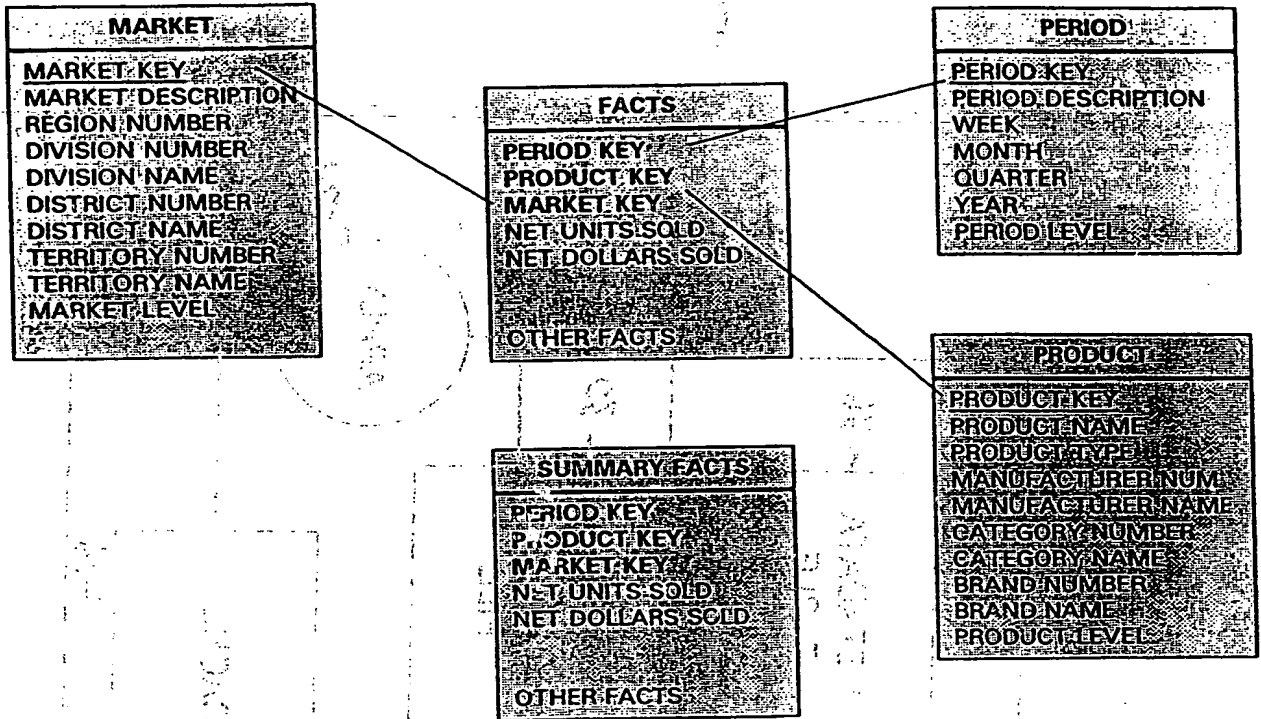 MARKET
MARKET KEY
MARKET DESCRIPTION
REGION NUMBER
DIVISION NUMBER
DIVISION NAME
DISTRICT NUMBER
DISTRICT NAME
TERRITORY NUMBER
TERRITORY NAME
MARKET LEVEL
FACTS
PERIOD KEY
PRODUCT KEY
MARKET KEY
NET UNITS SOLD
NET DOLLARS SOLD
OTHER FACTS
SUMMARY FACTS
PERIOD KEY
PRODUCT KEY
MARKET KEY
NET UNITS SOLD
NET DOLLARS SOLD
OTHER FACTS
PERIOD
PERIOD KEY
PERIOD DESCRIPTION
WEEK
MONTH
QUARTER
YEAR
PERIOD LEVEL
PRODUCT
PRODUCT KEY
PRODUCT NAME
PRODUCT TYPE
MANUFACTURER NUM
MANUFACTURER NAME
CATEGORY NUMBER
CATEGORY NAME
BRAND NUMBER
BRAND NAME
PRODUCT LEVEL